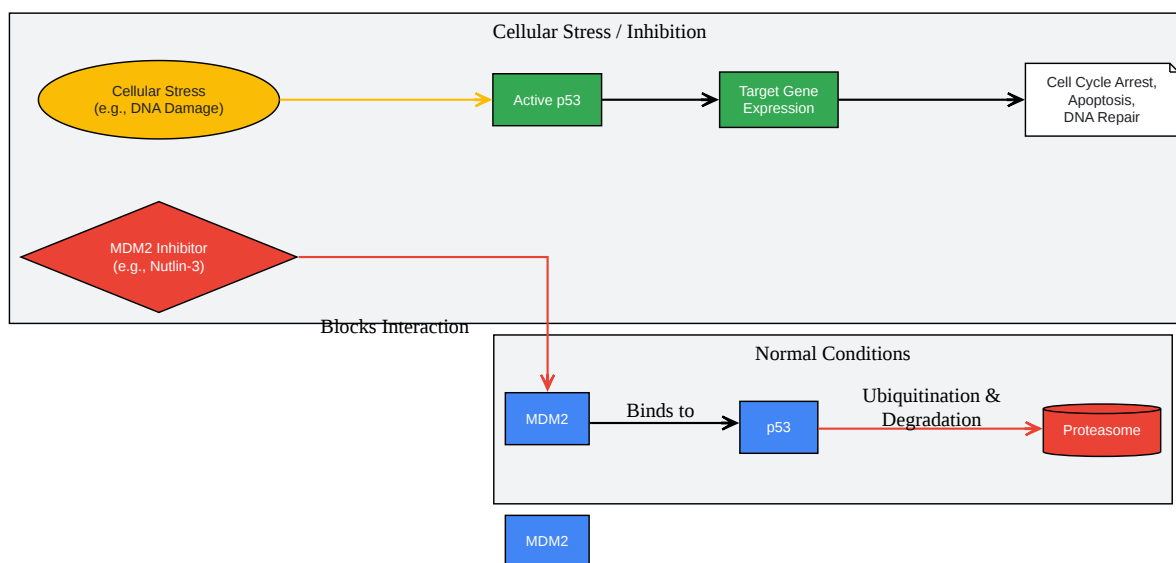 Cellular Stress / Inhibition
Cellular Stress
(e.g., DNA Damage)
Active p53
Target Gene
Expression
Cell Cycle Arrest,
Apoptosis,
DNA Repair
MDM2 Inhibitor
(e.g., Nutlin-3)
Blocks Interaction
Normal Conditions
MDM2
Binds to
p53
Ubiquitination &
Degradation
Proteasome
MDM2